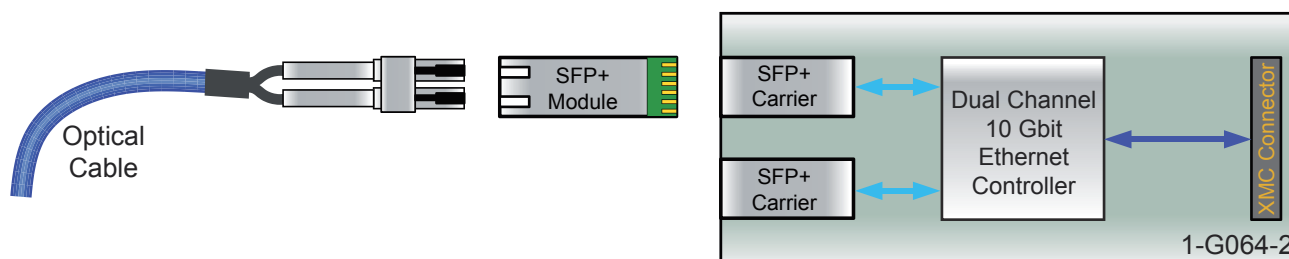 Optical
Cable
SFP+
Module
SFP+
Carrier
SFP+
Carrier
Dual Channel
10 Gbit
Ethernet
Controller
XMC Connector
1-G064-2